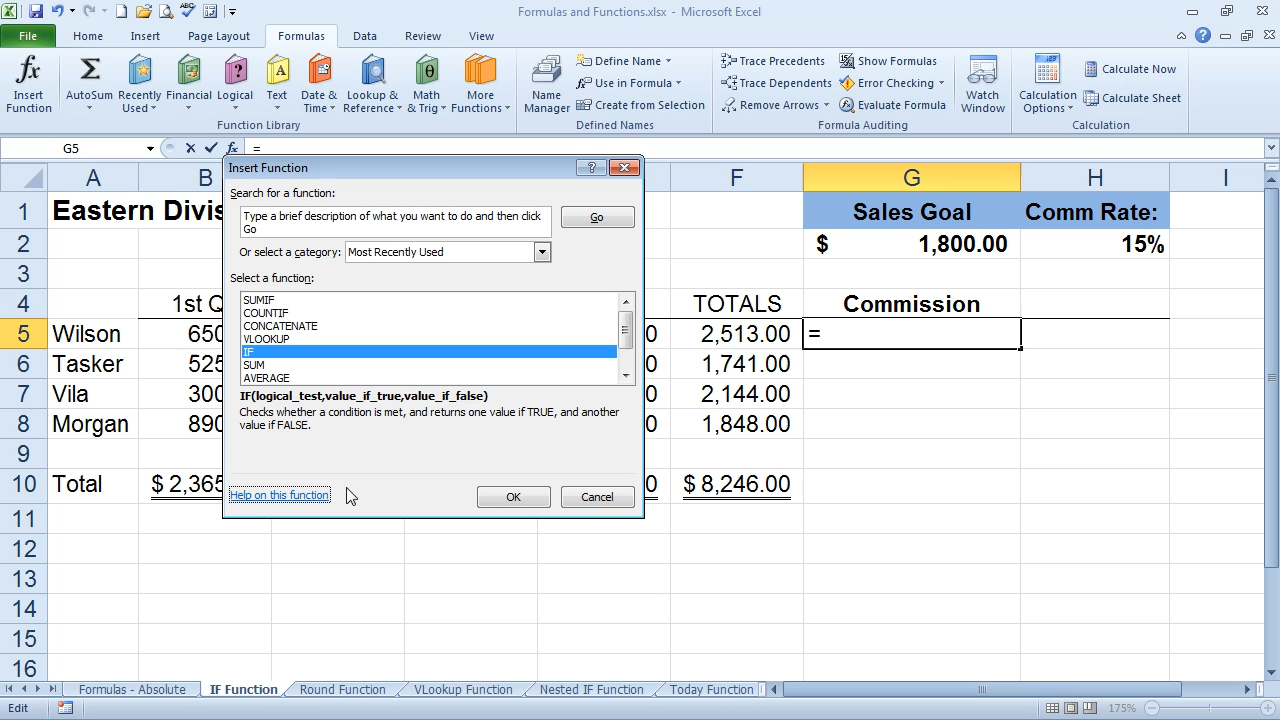 Formulas and Functions.xlsx - Microsoft Excel
File Home Insert Page Layout Formulas Data Review View
Insert Function
AutoSum
Recently Used
Financial
Logical
Text
Date & Time
Lookup & Reference
Math & Trig
More Functions
Function Library
Name Manager
Define Name
Use in Formula
Create from Selection
Defined Names
Trace Precedents
Trace Dependents
Remove Arrows
Show Formulas
Error Checking
Evaluate Formula
Formula Auditing
Watch Window
Calculation Options
Calculate Now
Calculate Sheet
Calculation
G5 fx =
Insert Function
Search for a function:
Type a brief description of what you want to do and then click
Go
Go
Or select a category: Most Recently Used
Select a function:
SUMIF
COUNTIF
CONCATENATE
VLOOKUP
IF
SUM
AVERAGE
IF(logical_test,value_if_true,value_if_false)
Checks whether a condition is met, and returns one value if TRUE, and another
value if FALSE.
Help on this function OK Cancel
A B F G H I
1 Eastern Divis Sales Goal Comm Rate:
2 $ 1,800.00 15%
3
4 1st Q TOTALS Commission
5 Wilson 650 0 2,513.00 =
6 Tasker 525 1,741.00
7 Vila 300 2,144.00
8 Morgan 890 0 1,848.00
9
10 Total $ 2,365 0 $ 8,246.00
11
12
13
14
15
16
Formulas - Absolute IF Function Round Function VLookup Function Nested IF Function Today Function
Edit 175%